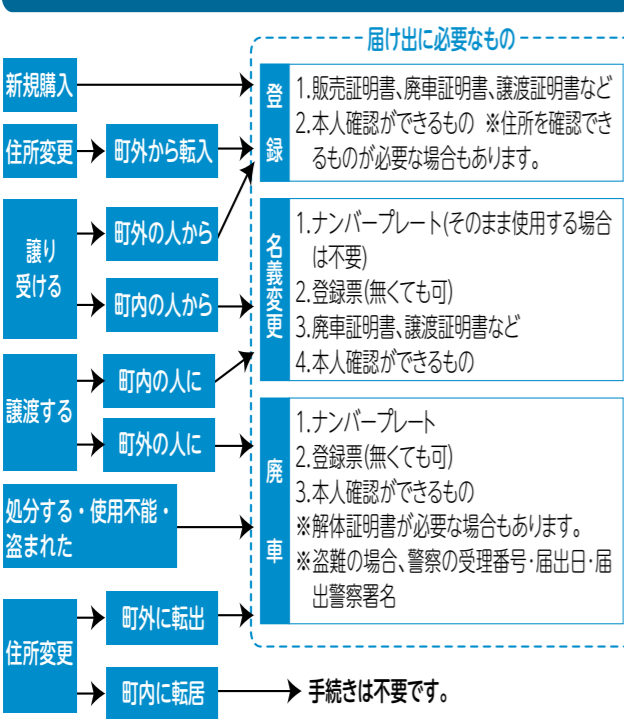 届け出に必要なもの
新規購入
住所変更
町外から転入
譲り
受ける
町外の人から
町内の人から
譲渡する
町内の人に
町外の人に
処分する・使用不能・
盗まれた
住所変更
町外に転出
町内に転居
手続きは不要です。
登録
1.販売証明書、廃車証明書、譲渡証明書など
2.本人確認ができるもの ※住所を確認でき
るものが必要な場合もあります。
名義変更
1.ナンバープレート(そのまま使用する場合
は不要)
2.登録票(無くても可)
3.廃車証明書、譲渡証明書など
4.本人確認ができるもの
廃車
1.ナンバープレート
2.登録票(無くても可)
3.本人確認ができるもの
※解体証明書が必要な場合もあります。
※盗難の場合、警察の受理番号・届出日・届
出警察署名